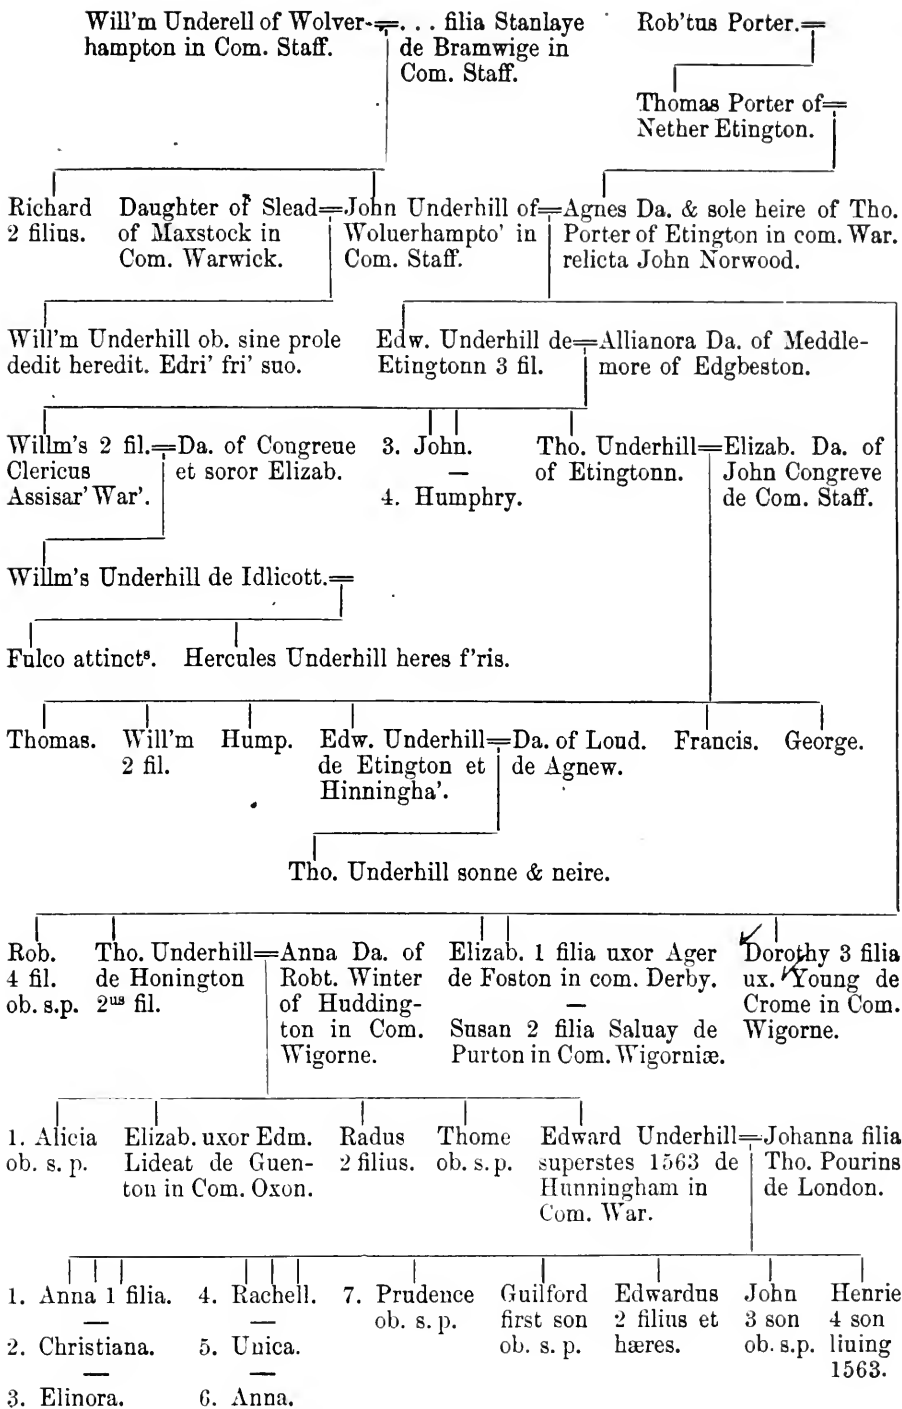 Will'm Underell of Wolver-
hampton in Com. Staff.
. . . filia Stanlaye
de Bramwige in
Com. Staff.
Rob'tus Porter.
Thomas Porter of
Nether Etington.
Richard
2 filius.
Daughter of Slead
of Maxstock in
Com. Warwick.
John Underhill of
Woluerhampto' in
Com. Staff.
Agnes Da. & sole heire of Tho.
Porter of Etington in com. War.
relicta John Norwood.
Will'm Underhill ob. sine prole
dedit heredit. Edri' fri' suo.
Edw. Underhill de
Etingtonn 3 fil.
Allianora Da. of Meddle-
more of Edgbeston.
Willm's 2 fil.
Clericus
Assisar' War'.
Da. of Congreue
et soror Elizab.
3. John.
—
4. Humphry.
Tho. Underhill
of Etingtonn.
Elizab. Da. of
John Congreve
de Com. Staff.
Willm's Underhill de Idlicott.
Fulco attinctˢ.
Hercules Underhill heres f'ris.
Thomas.
Will'm
2 fil.
Hump.
Edw. Underhill
de Etington et
Hinningha'.
Da. of Loud.
de Agnew.
Francis.
George.
Tho. Underhill sonne & neire.
Rob.
4 fil.
ob. s.p.
Tho. Underhill
de Honington
2ᵘˢ fil.
Anna Da. of
Robt. Winter
of Hudding-
ton in Com.
Wigorne.
Elizab. 1 filia uxor Ager
de Foston in com. Derby.
—
Susan 2 filia Saluay de
Purton in Com. Wigorniæ.
Dorothy 3 filia
ux. Young de
Crome in Com.
Wigorne.
1. Alicia
ob. s. p.
Elizab. uxor Edm.
Lideat de Guen-
ton in Com. Oxon.
Radus
2 filius.
Thome
ob. s.p.
Edward Underhill
superstes 1563 de
Hunningham in
Com. War.
Johanna filia
Tho. Pourins
de London.
1. Anna 1 filia.
—
2. Christiana.
—
3. Elinora.
4. Rachell.
—
5. Unica.
—
6. Anna.
7. Prudence
ob. s. p.
Guilford
first son
ob. s. p.
Edwardus
2 filius et
hæres.
John
3 son
ob. s.p.
Henrie
4 son
liuing
1563.